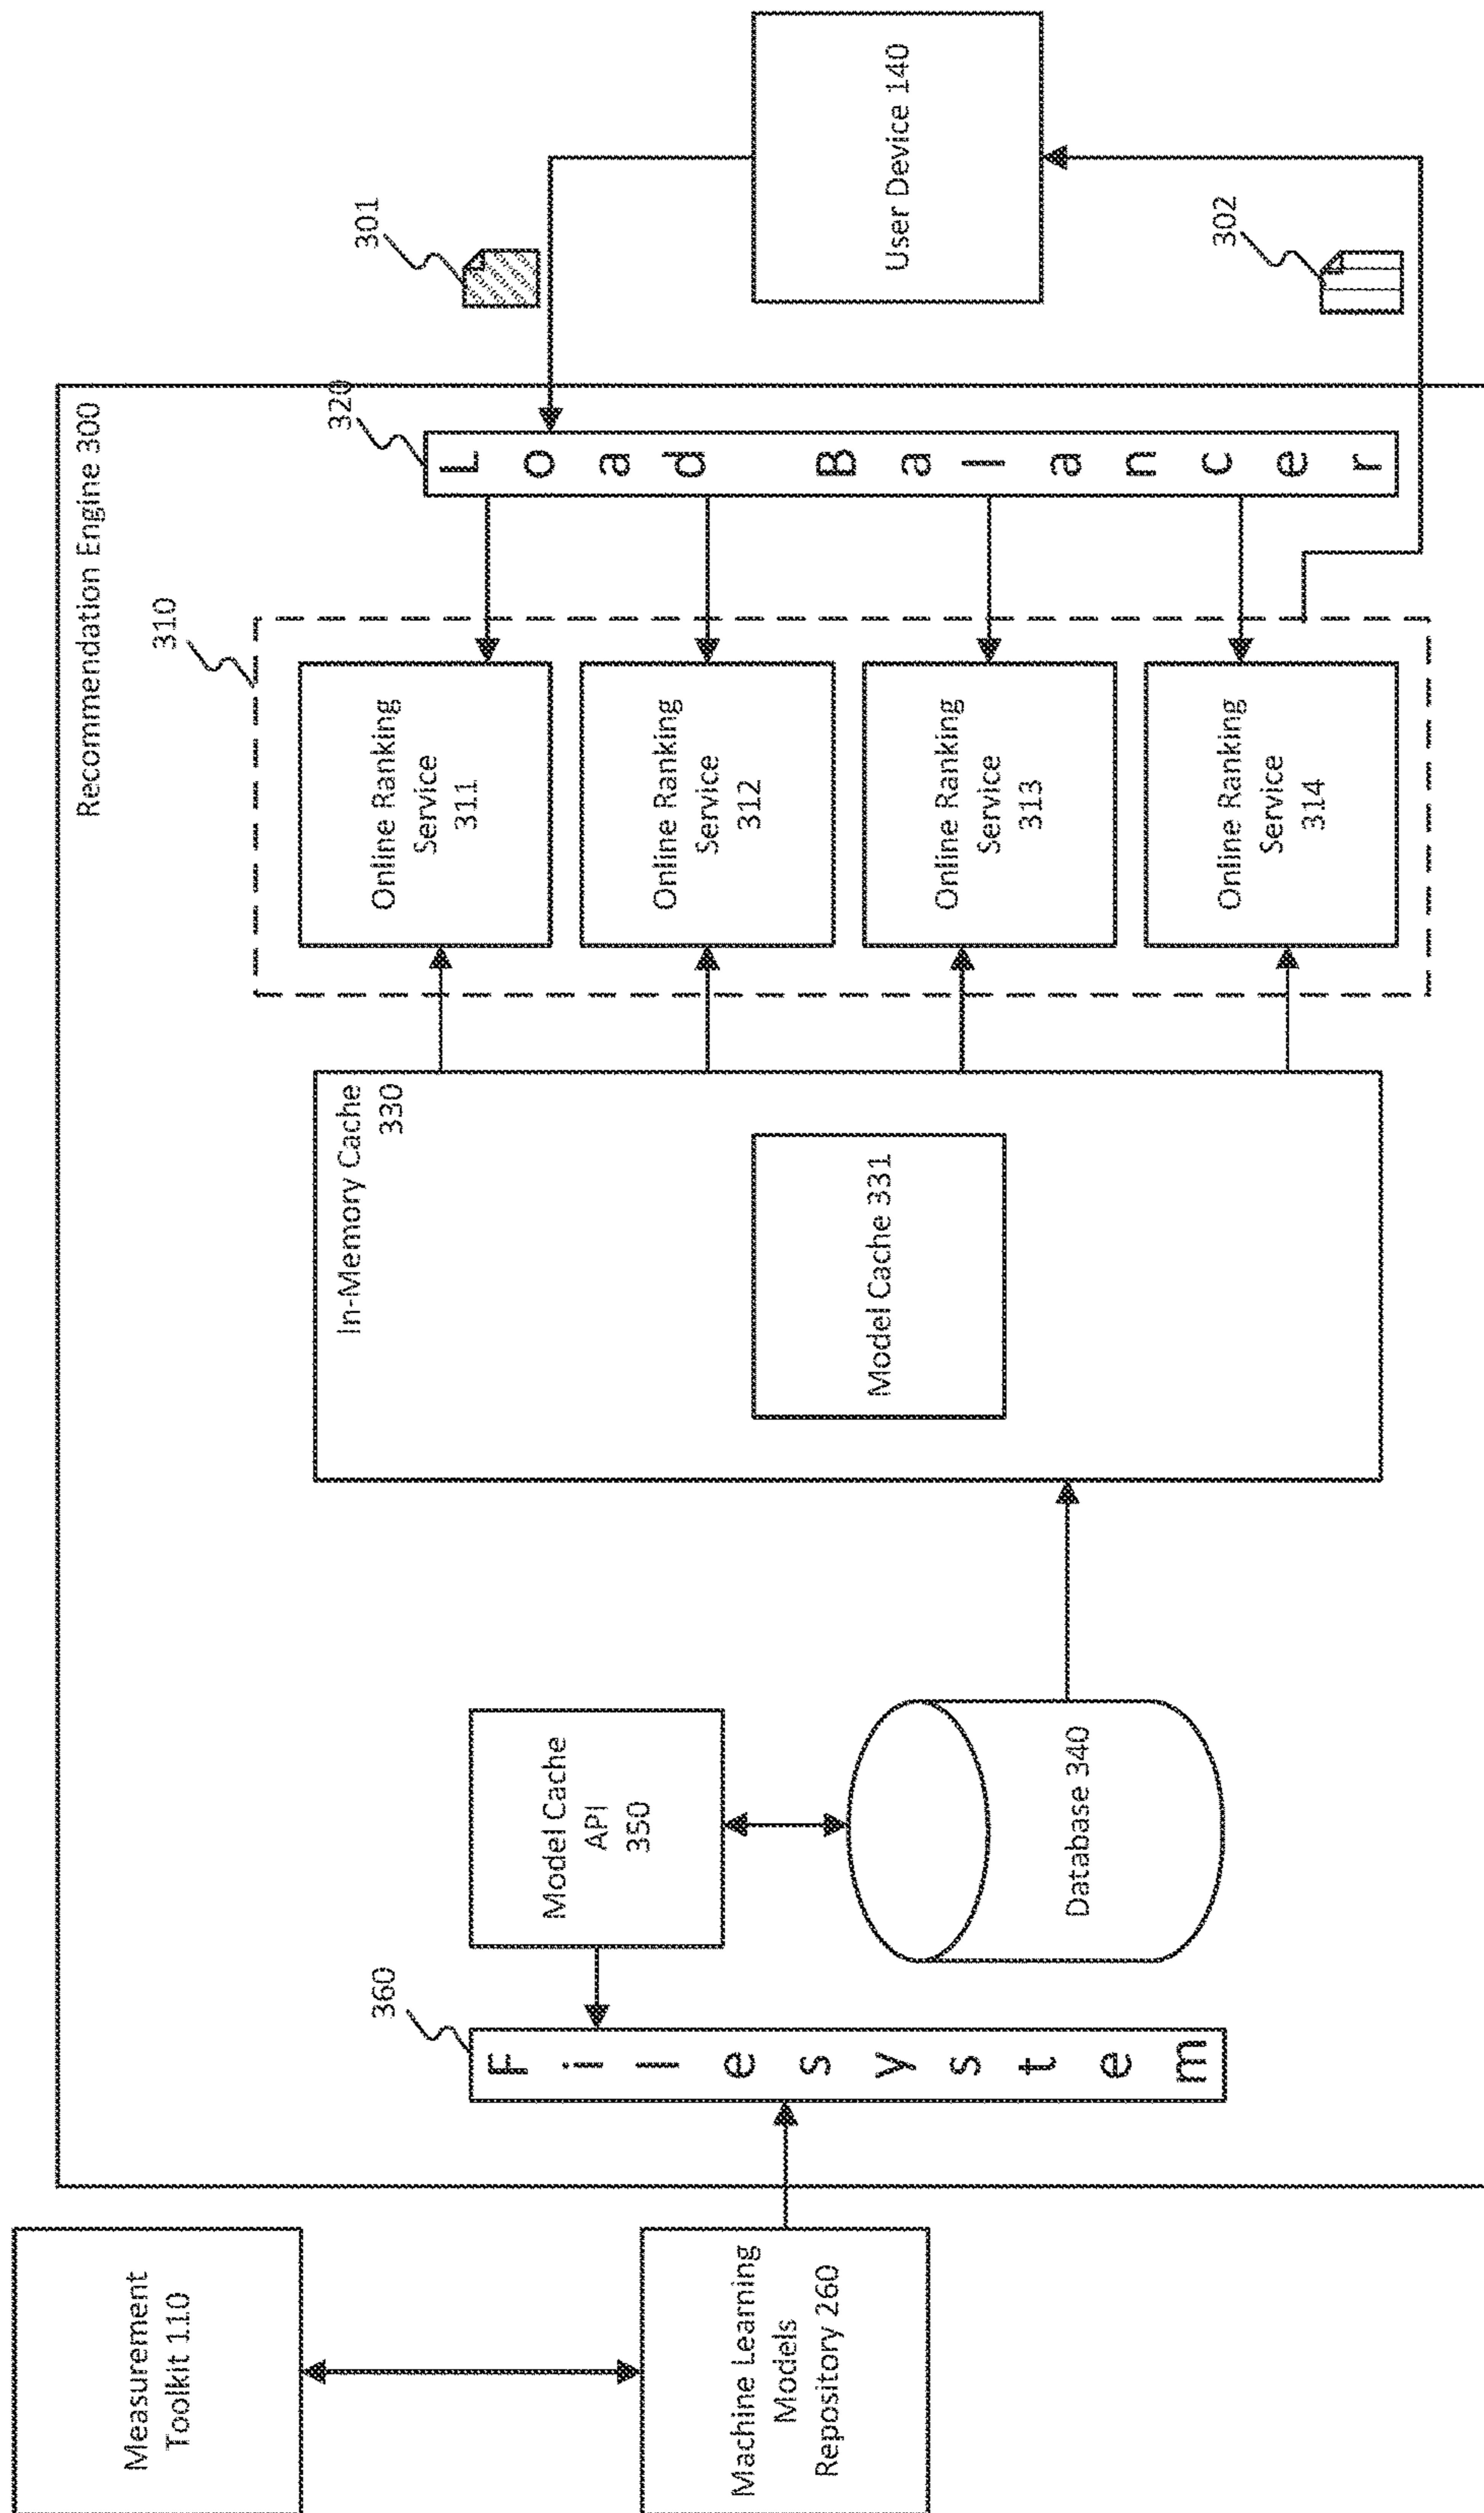 Measurement
Toolkit 110
Machine Learning
Models
Repository 260
Recommendation Engine 300
360
Filesystem
Model Cache
API
350
Database 340
In-Memory Cache
330
Model Cache 331
310
Online Ranking
Service
311
Online Ranking
Service
312
Online Ranking
Service
313
Online Ranking
Service
314
320
Load Balancer
301
User Device 140
302